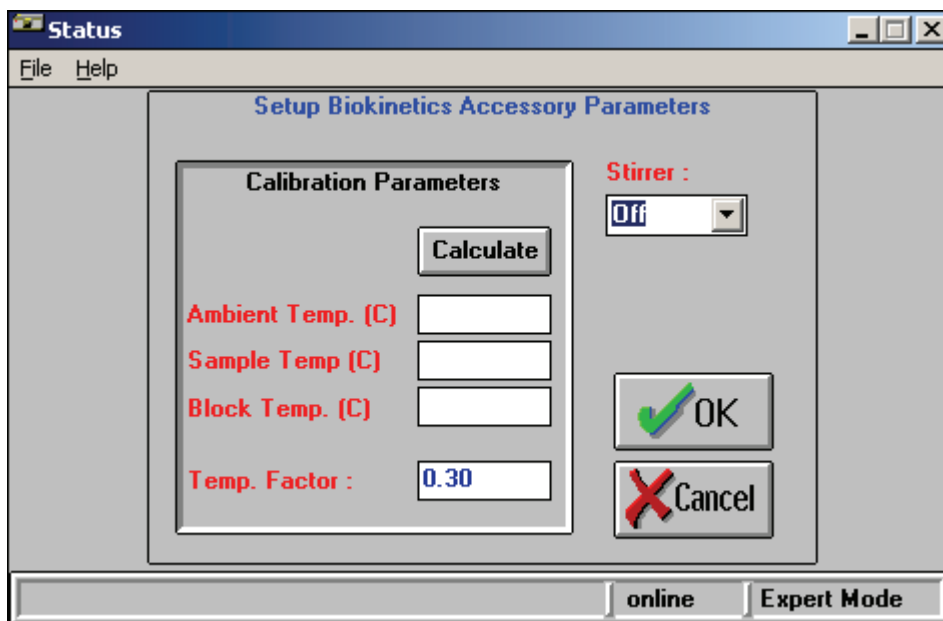 Status
File Help
Setup Biokinetics Accessory Parameters
Calibration Parameters
Calculate
Ambient Temp. (C)
Sample Temp (C)
Block Temp. (C)
Temp. Factor : 0.30
Stirrer :
Off
OK
Cancel
online Expert Mode